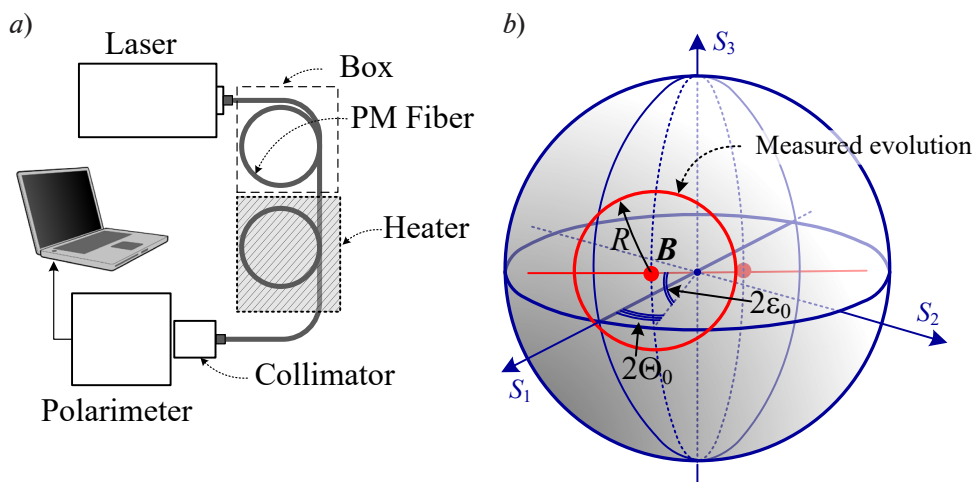 a)
Laser
Box
PM Fiber
Heater
Collimator
Polarimeter
b)
S3
Measured evolution
R
B
2ε0
2Θ0
S2
S1